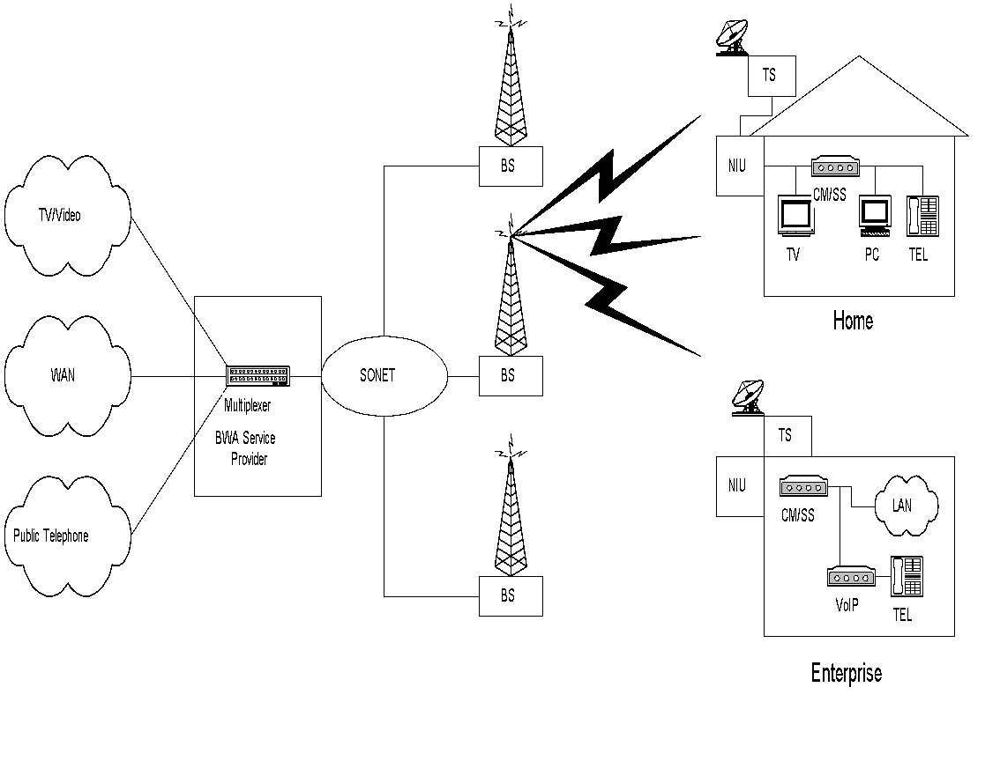 TV/Video
WAN
Public Telephone
Multiplexer
BWA Service
Provider
SONET
BS
BS
BS
TS
NIU
CM/SS
TV
PC
TEL
Home
TS
NIU
CM/SS
LAN
VoIP
TEL
Enterprise